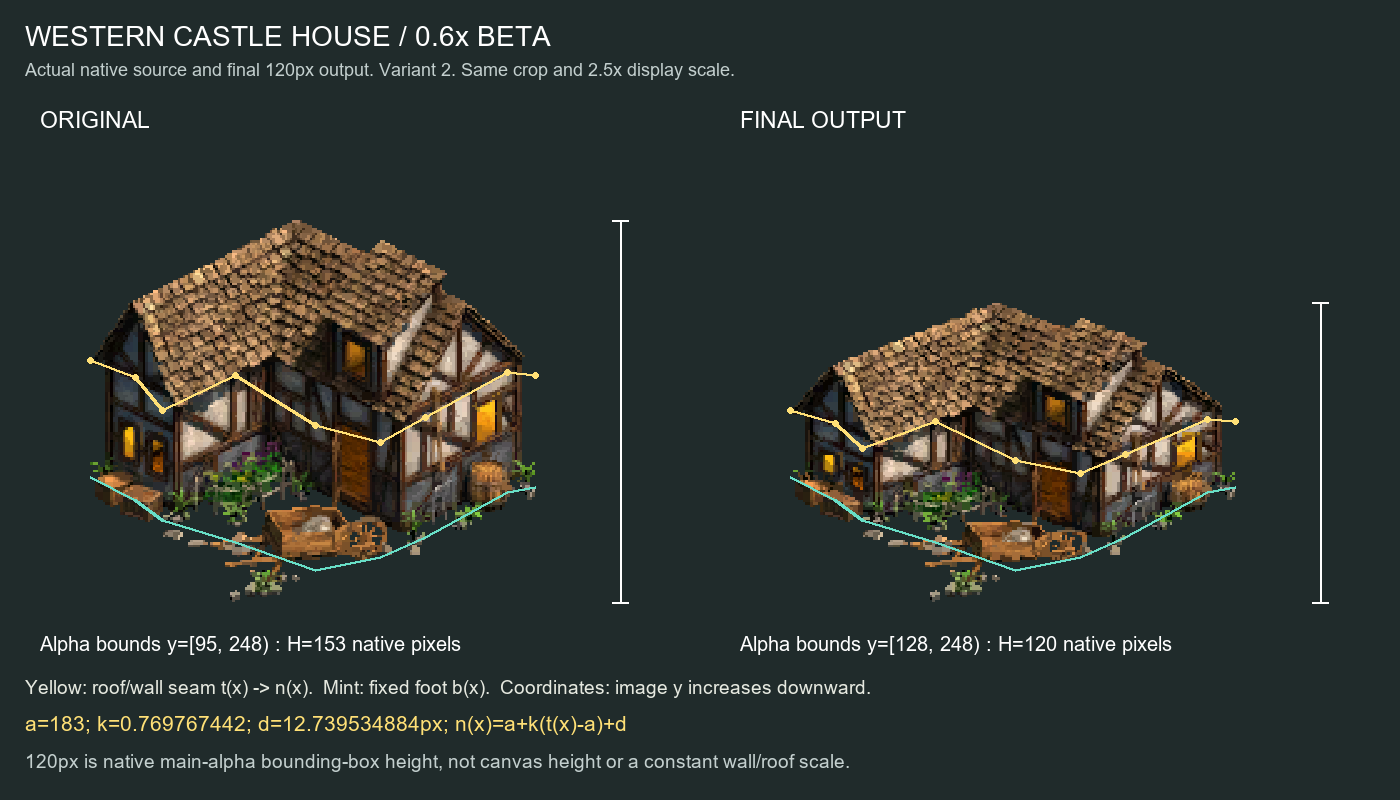 WESTERN CASTLE HOUSE / 0.6x BETA
Actual native source and final 120px output. Variant 2. Same crop and 2.5x display scale.
ORIGINAL
FINAL OUTPUT
Alpha bounds y=[95, 248) : H=153 native pixels
Alpha bounds y=[128, 248) : H=120 native pixels
Yellow: roof/wall seam t(x) -> n(x).  Mint: fixed foot b(x).  Coordinates: image y increases downward.
a=183; k=0.769767442; d=12.739534884px; n(x)=a+k(t(x)-a)+d
120px is native main-alpha bounding-box height, not canvas height or a constant wall/roof scale.